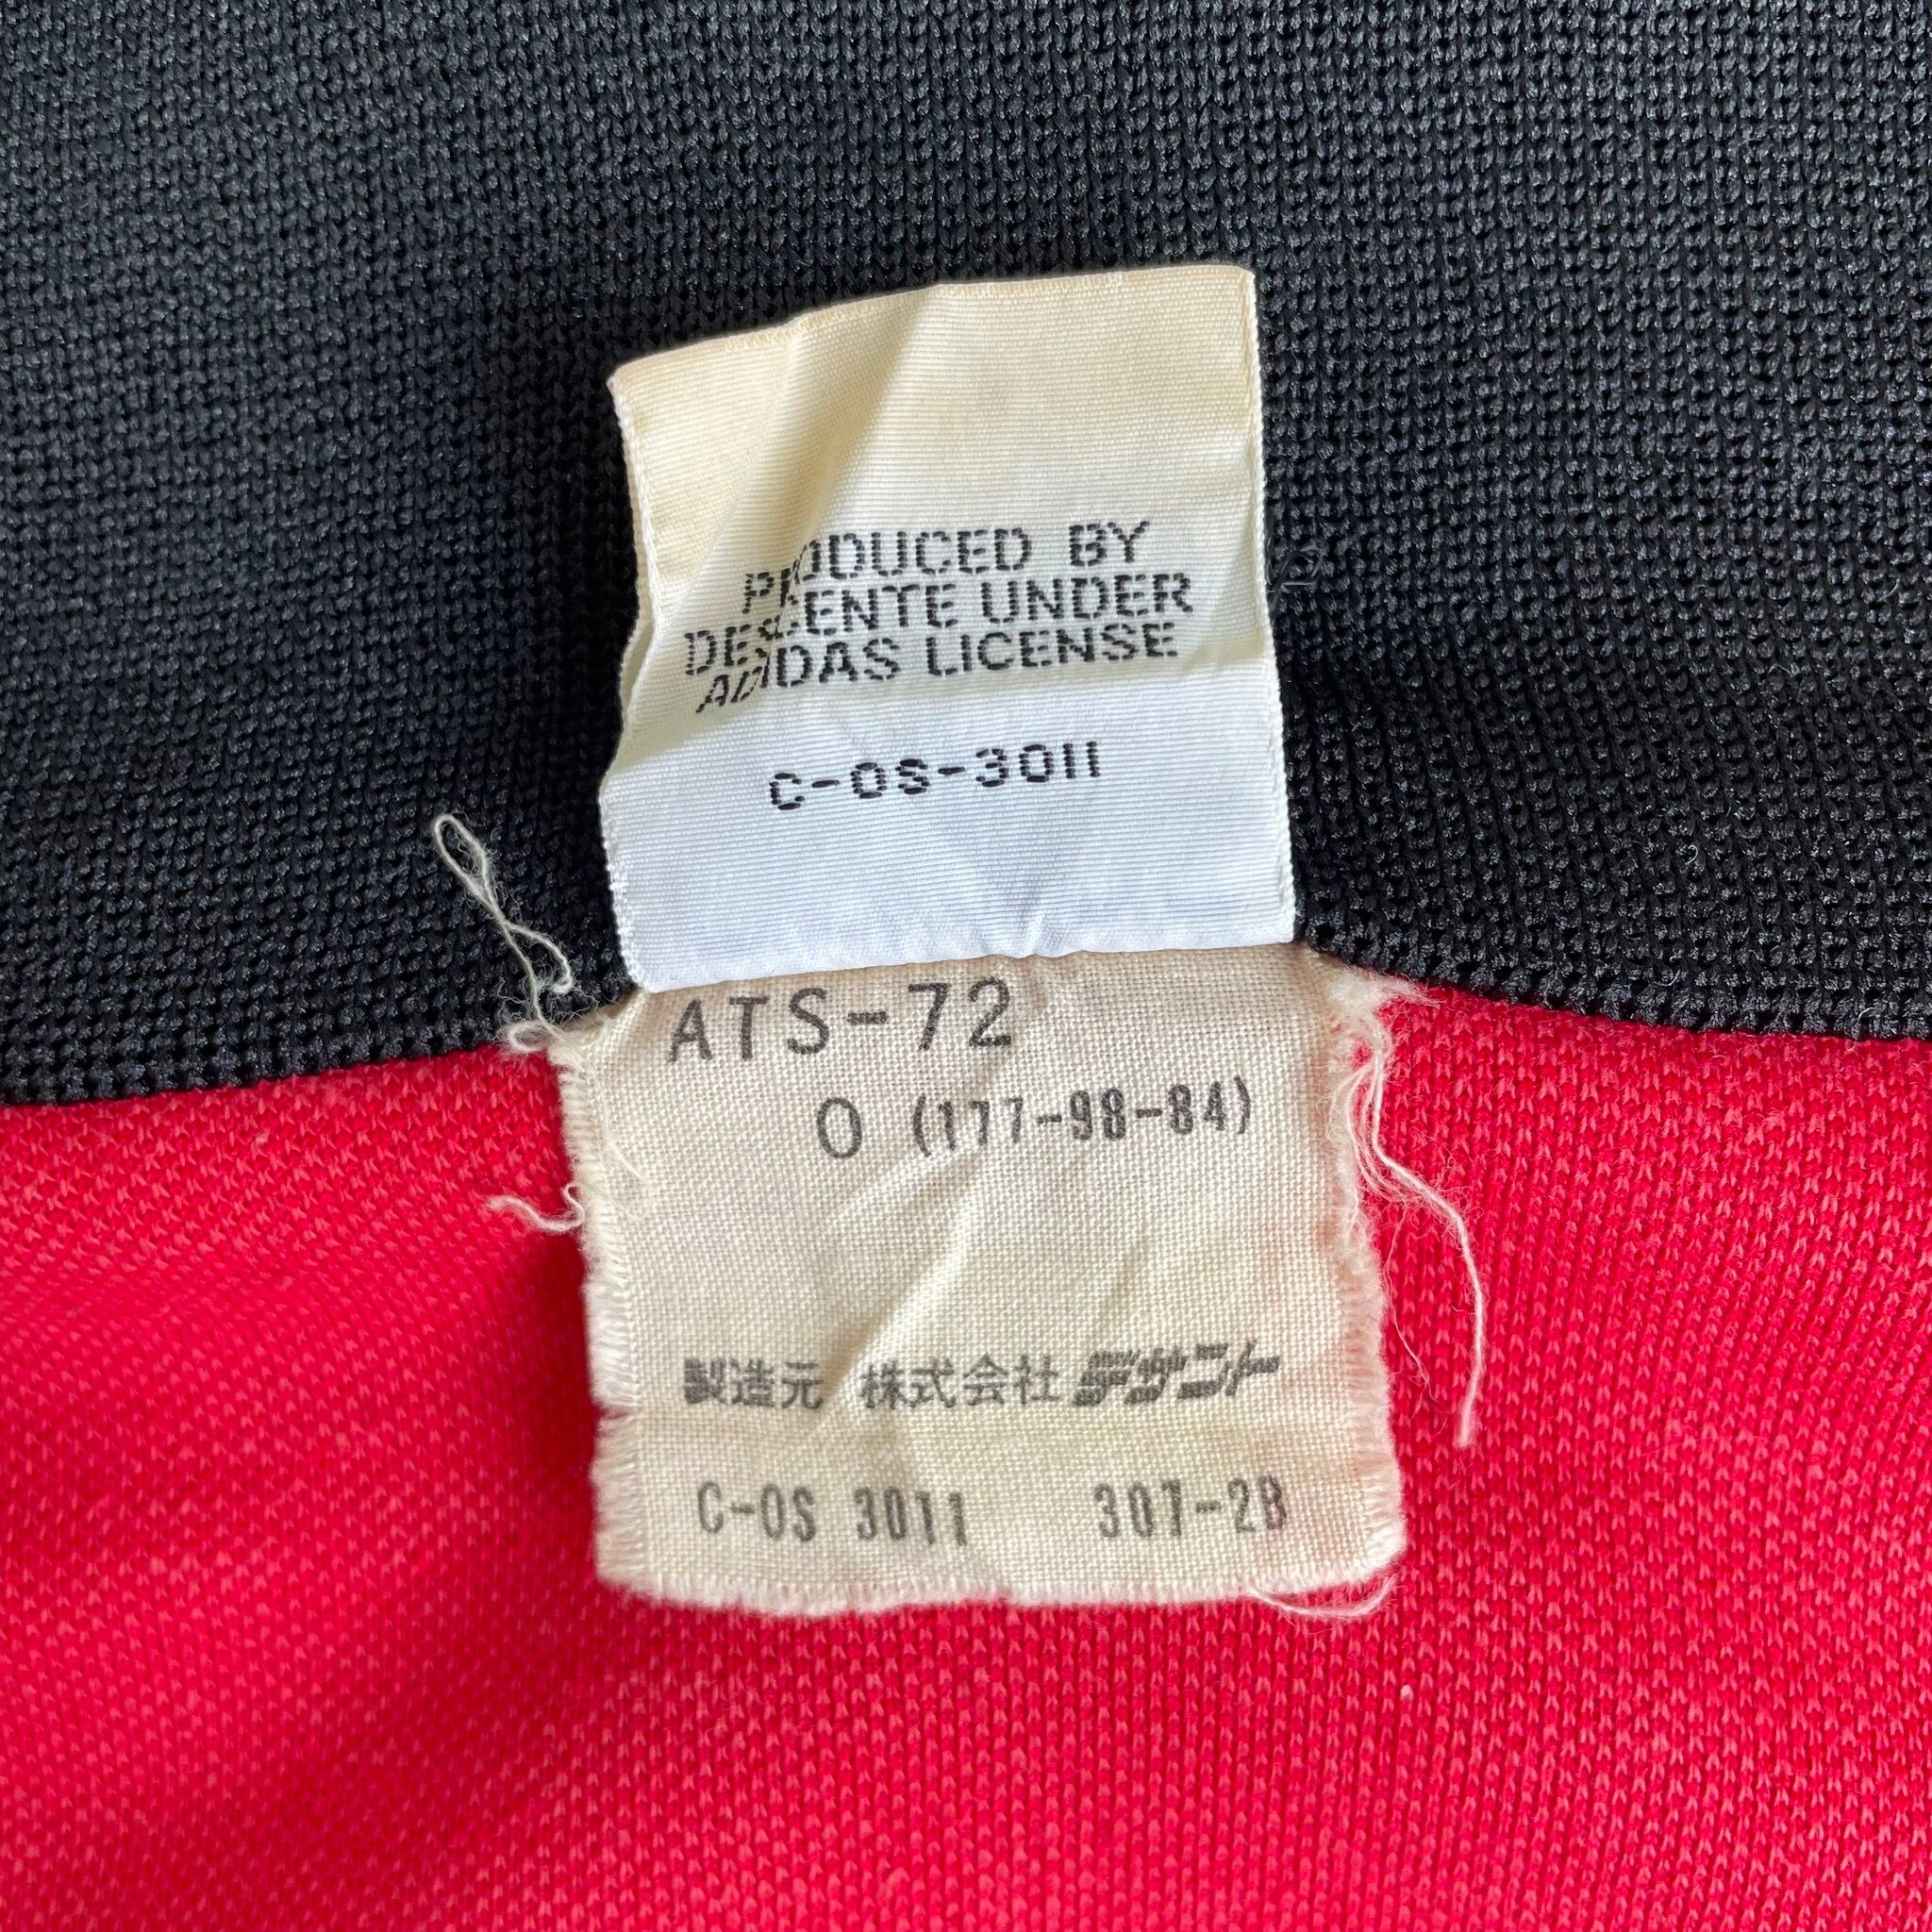 PRODUCED BY
DESCENTE UNDER
ADIDAS LICENSE
C-OS-3011
ATS-72
O (177-98-84)
製造元 株式会社デサント
C-OS 3011 307-2B